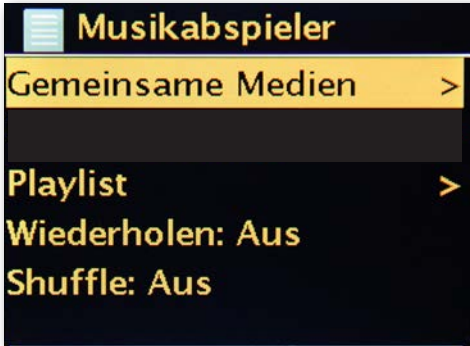 Musikabspieler
Gemeinsame Medien >
Playlist >
Wiederholen: Aus
Shuffle: Aus